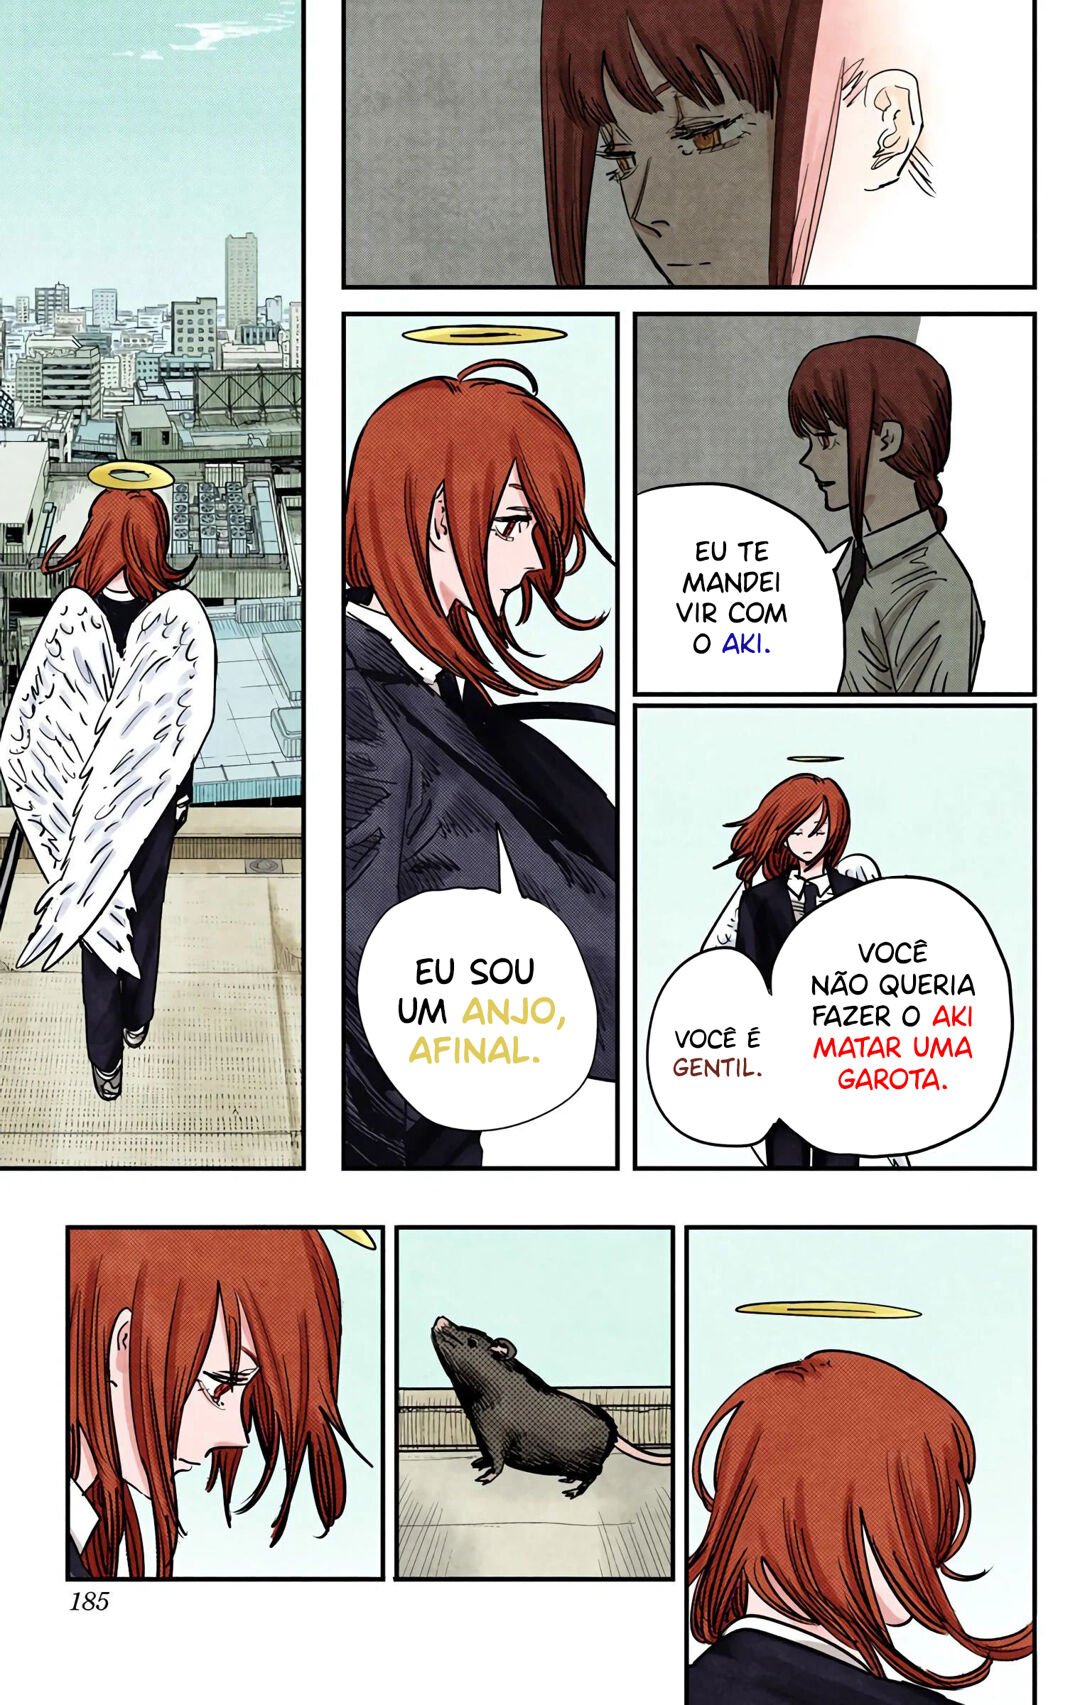 EU TE
MANDEI
VIR COM
O AKI.
VOCÊ
NÃO QUERIA
FAZER O AKI
MATAR UMA
GAROTA.
VOCÊ É
GENTIL.
EU SOU
UM ANJO,
AFINAL.
185